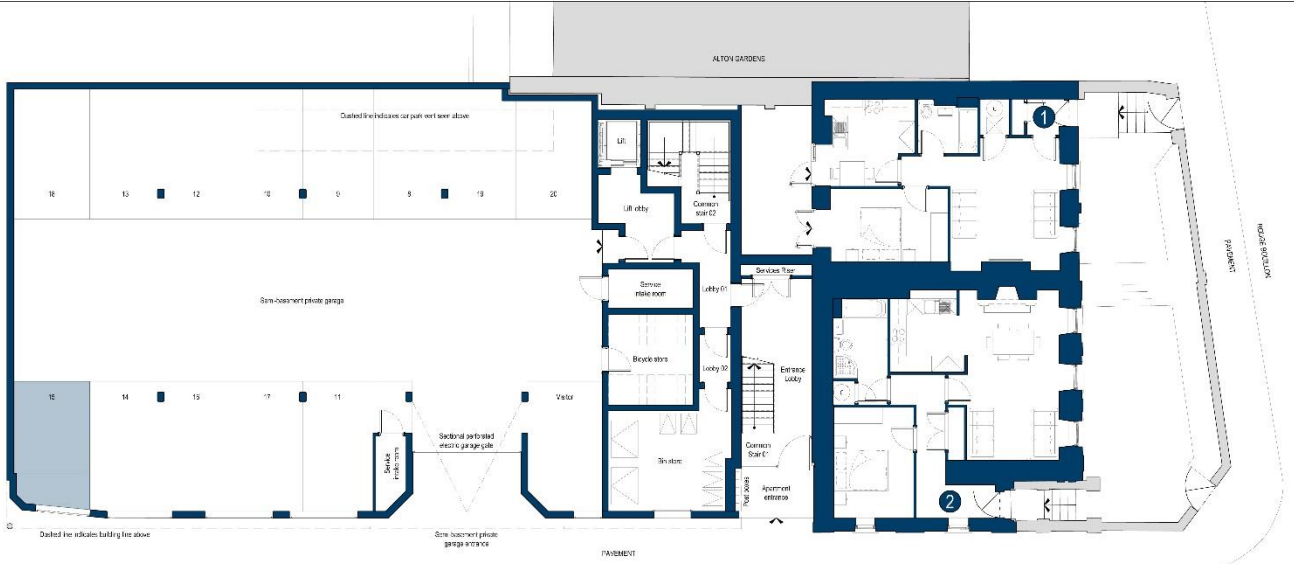 ALTON GARDENS
Dashed line indicates car park vent seen above
Lift
1
18
13
12
10
9
8
19
20
Lift lobby
Common
stair 02
PAVEMENT
Semi-basement private garage
Service
intake room
Lobby 01
Services Riser
Bicycle store
Lobby 02
Entrance
Lobby
15
14
16
17
11
Visitor
Sectional perforated
electric garage gate
Service
intake room
Bin store
Common
Stair 01
Post boxes
Apartment
entrance
2
Dashed line indicates building line above
Semi-basement private
garage entrance
PAVEMENT